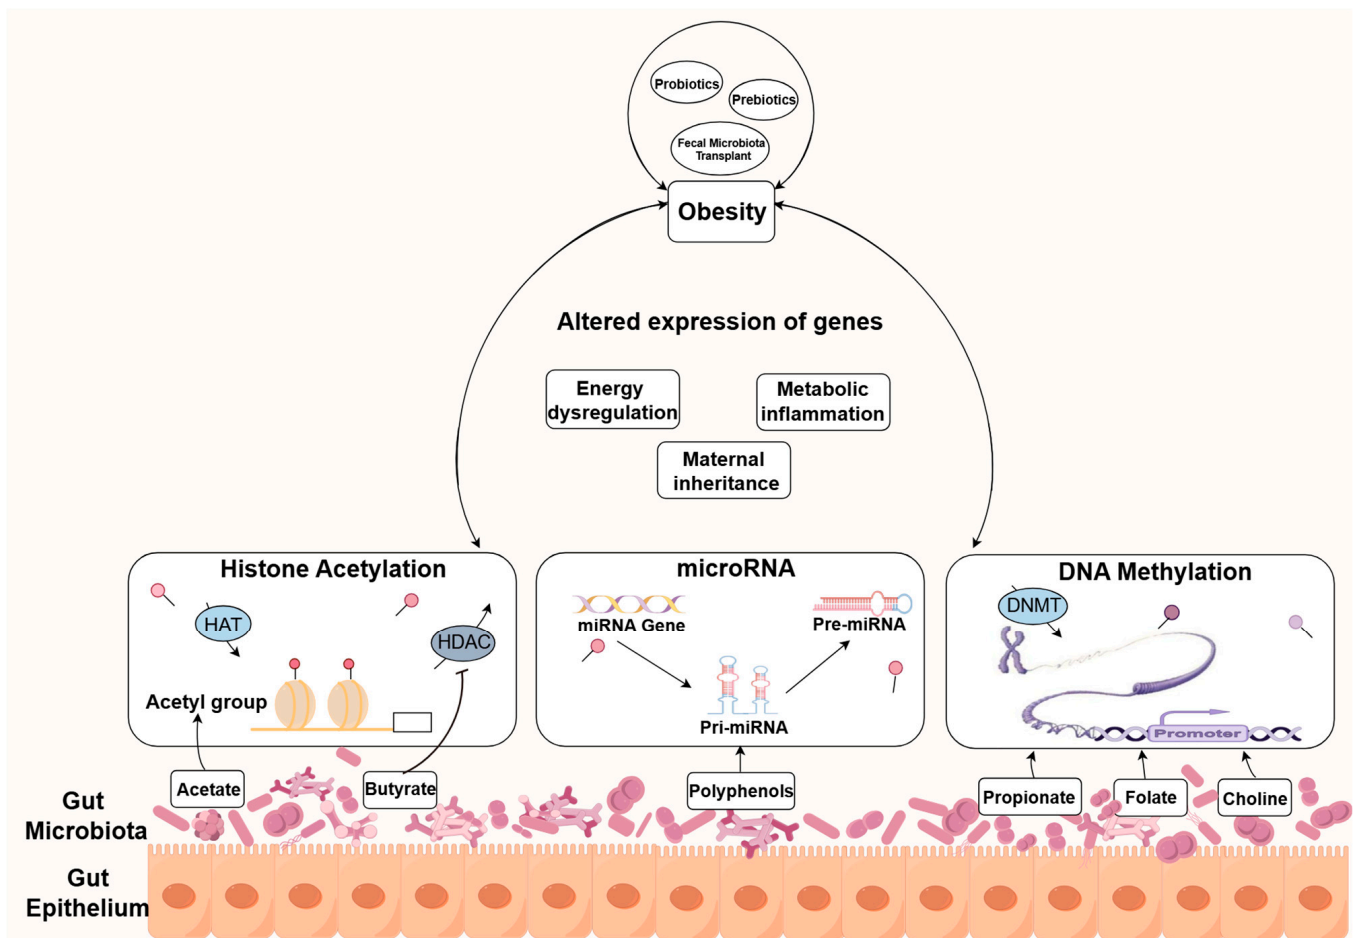 Probiotics
Prebiotics
Fecal Microbiota
Transplant
Obesity
Altered expression of genes
Energy
dysregulation
Metabolic
inflammation
Maternal
inheritance
Histone Acetylation
HAT
HDAC
Acetyl group
microRNA
miRNA Gene
Pre-miRNA
Pri-miRNA
DNA Methylation
DNMT
Promoter
Acetate
Butyrate
Polyphenols
Propionate
Folate
Choline
Gut
Microbiota
Gut
Epithelium